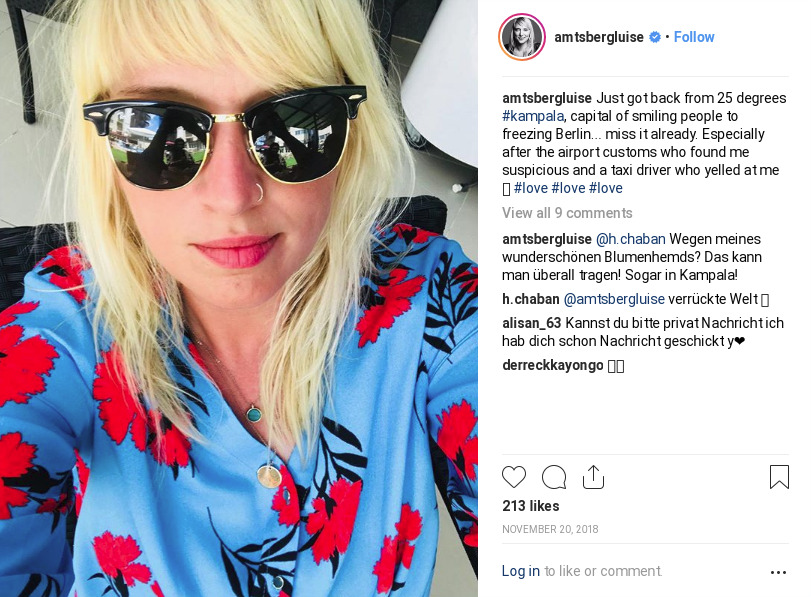 amtsbergluise • Follow
amtsbergluise Just got back from 25 degrees
#kampala, capital of smiling people to
freezing Berlin... miss it already. Especially
after the airport customs who found me
suspicious and a taxi driver who yelled at me
#love #love #love
View all 9 comments
amtsbergluise @h.chaban Wegen meines
wunderschönen Blumenhemds? Das kann
man überall tragen! Sogar in Kampala!
h.chaban @amtsbergluise verrückte Welt
alisan_63 Kannst du bitte privat Nachricht ich
hab dich schon Nachricht geschickt y❤
derreckkayongo
213 likes
NOVEMBER 20, 2018
Log in to like or comment.